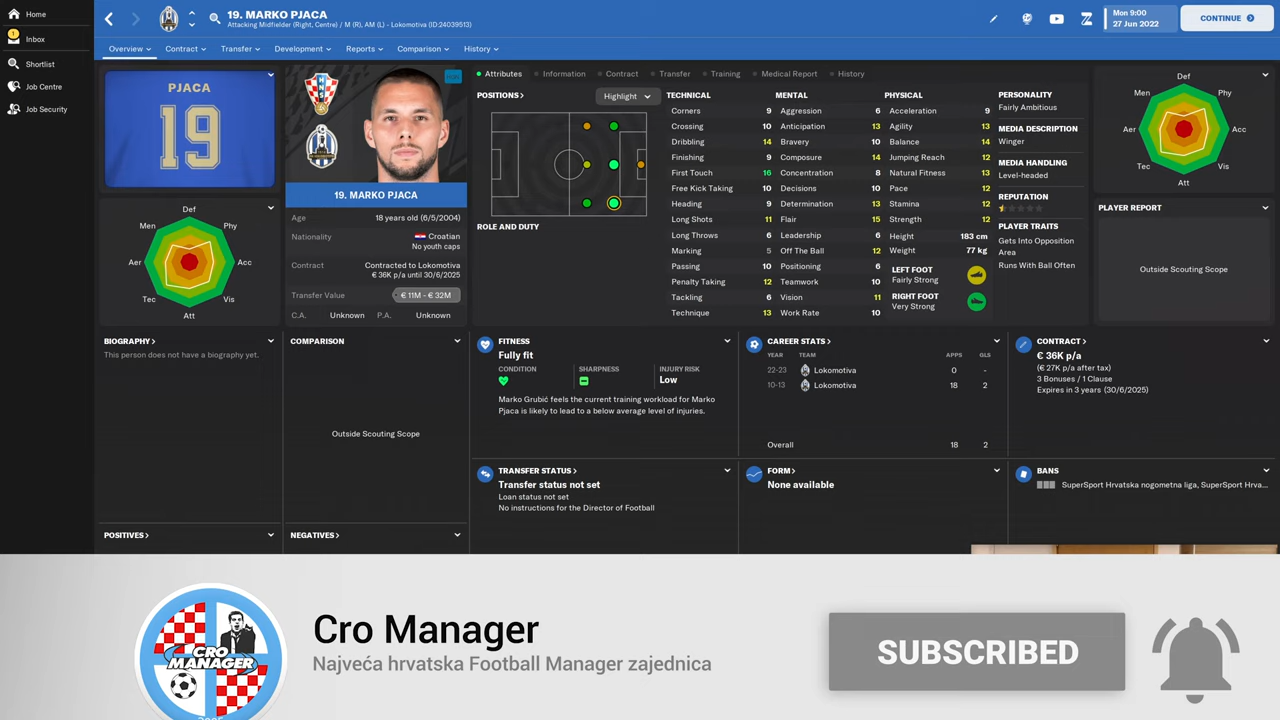 Home
Inbox
Shortlist
Job Centre
Job Security
19. MARKO PJACA
Attacking Midfielder (Right, Centre) / M (R), AM (L) - Lokomotiva (ID:24039513)
Mon 9:00
27 Jun 2022
CONTINUE
Overview
Contract
Transfer
Development
Reports
Comparison
History
PJACA
19
19. MARKO PJACA
Age 18 years old (6/5/2004)
Nationality Croatian
No youth caps
Contract Contracted to Lokomotiva
€ 36K p/a until 30/6/2025
Transfer Value € 11M - € 32M
C.A. Unknown P.A. Unknown
Def
Men Phy
Aer Acc
Tec Vis
Att
Attributes
Information
Contract
Transfer
Training
Medical Report
History
POSITIONS>
Highlight
ROLE AND DUTY
TECHNICAL
Corners 9
Crossing 10
Dribbling 14
Finishing 9
First Touch 16
Free Kick Taking 10
Heading 9
Long Shots 11
Long Throws 6
Marking 5
Passing 10
Penalty Taking 12
Tackling 6
Technique 13
MENTAL
Aggression 6
Anticipation 13
Bravery 10
Composure 14
Concentration 8
Decisions 10
Determination 13
Flair 15
Leadership 6
Off The Ball 12
Positioning 6
Teamwork 10
Vision 11
Work Rate 10
PHYSICAL
Acceleration 9
Agility 13
Balance 14
Jumping Reach 12
Natural Fitness 13
Pace 12
Stamina 12
Strength 12
Height 183 cm
Weight 77 kg
LEFT FOOT
Fairly Strong
RIGHT FOOT
Very Strong
PERSONALITY
Fairly Ambitious
MEDIA DESCRIPTION
Winger
MEDIA HANDLING
Level-headed
REPUTATION
PLAYER TRAITS
Gets Into Opposition
Area
Runs With Ball Often
Def
Men Phy
Aer Acc
Tec Vis
Att
PLAYER REPORT
Outside Scouting Scope
BIOGRAPHY>
This person does not have a biography yet.
COMPARISON
Outside Scouting Scope
FITNESS
Fully fit
CONDITION
SHARPNESS
INJURY RISK
Low
Marko Grubić feels the current training workload for Marko
Pjaca is likely to lead to a below average level of injuries.
CAREER STATS>
YEAR TEAM APPS GLS
22-23 Lokomotiva 0 -
10-13 Lokomotiva 18 2
Overall 18 2
CONTRACT>
€ 36K p/a
(€ 27K p/a after tax)
3 Bonuses / 1 Clause
Expires in 3 years (30/6/2025)
TRANSFER STATUS>
Transfer status not set
Loan status not set
No instructions for the Director of Football
FORM>
None available
BANS
SuperSport Hrvatska nogometna liga, SuperSport Hrva...
POSITIVES>
NEGATIVES>
CRO
MANAGER
Cro Manager
Najveća hrvatska Football Manager zajednica
SUBSCRIBED